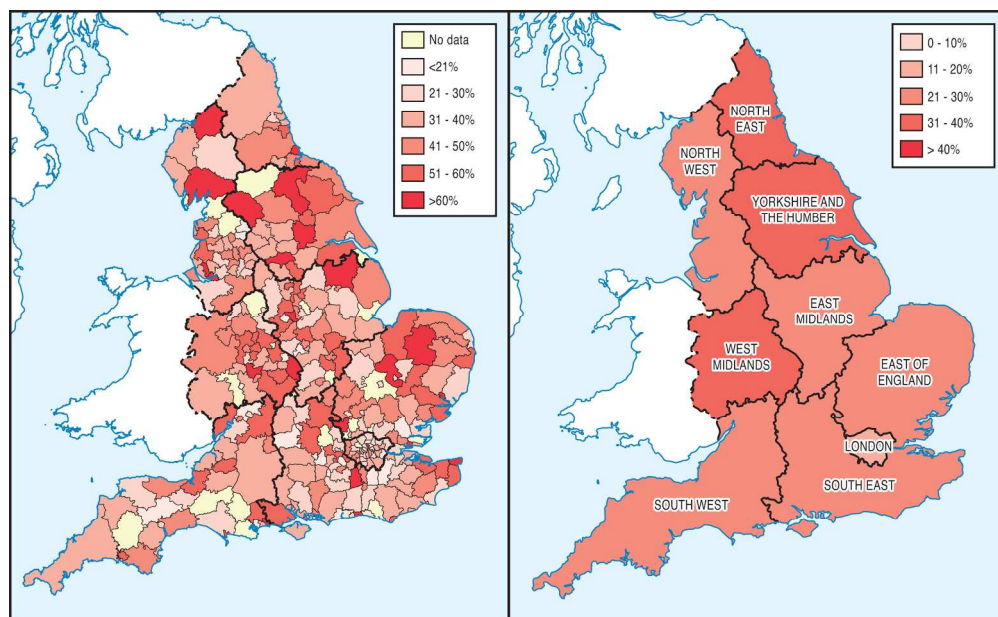 No data
<21%
21 - 30%
31 - 40%
41 - 50%
51 - 60%
>60%
0 - 10%
11 - 20%
21 - 30%
31 - 40%
> 40%
NORTH
EAST
NORTH
WEST
YORKSHIRE AND
THE HUMBER
EAST
MIDLANDS
WEST
MIDLANDS
EAST OF
ENGLAND
LONDON
SOUTH EAST
SOUTH WEST